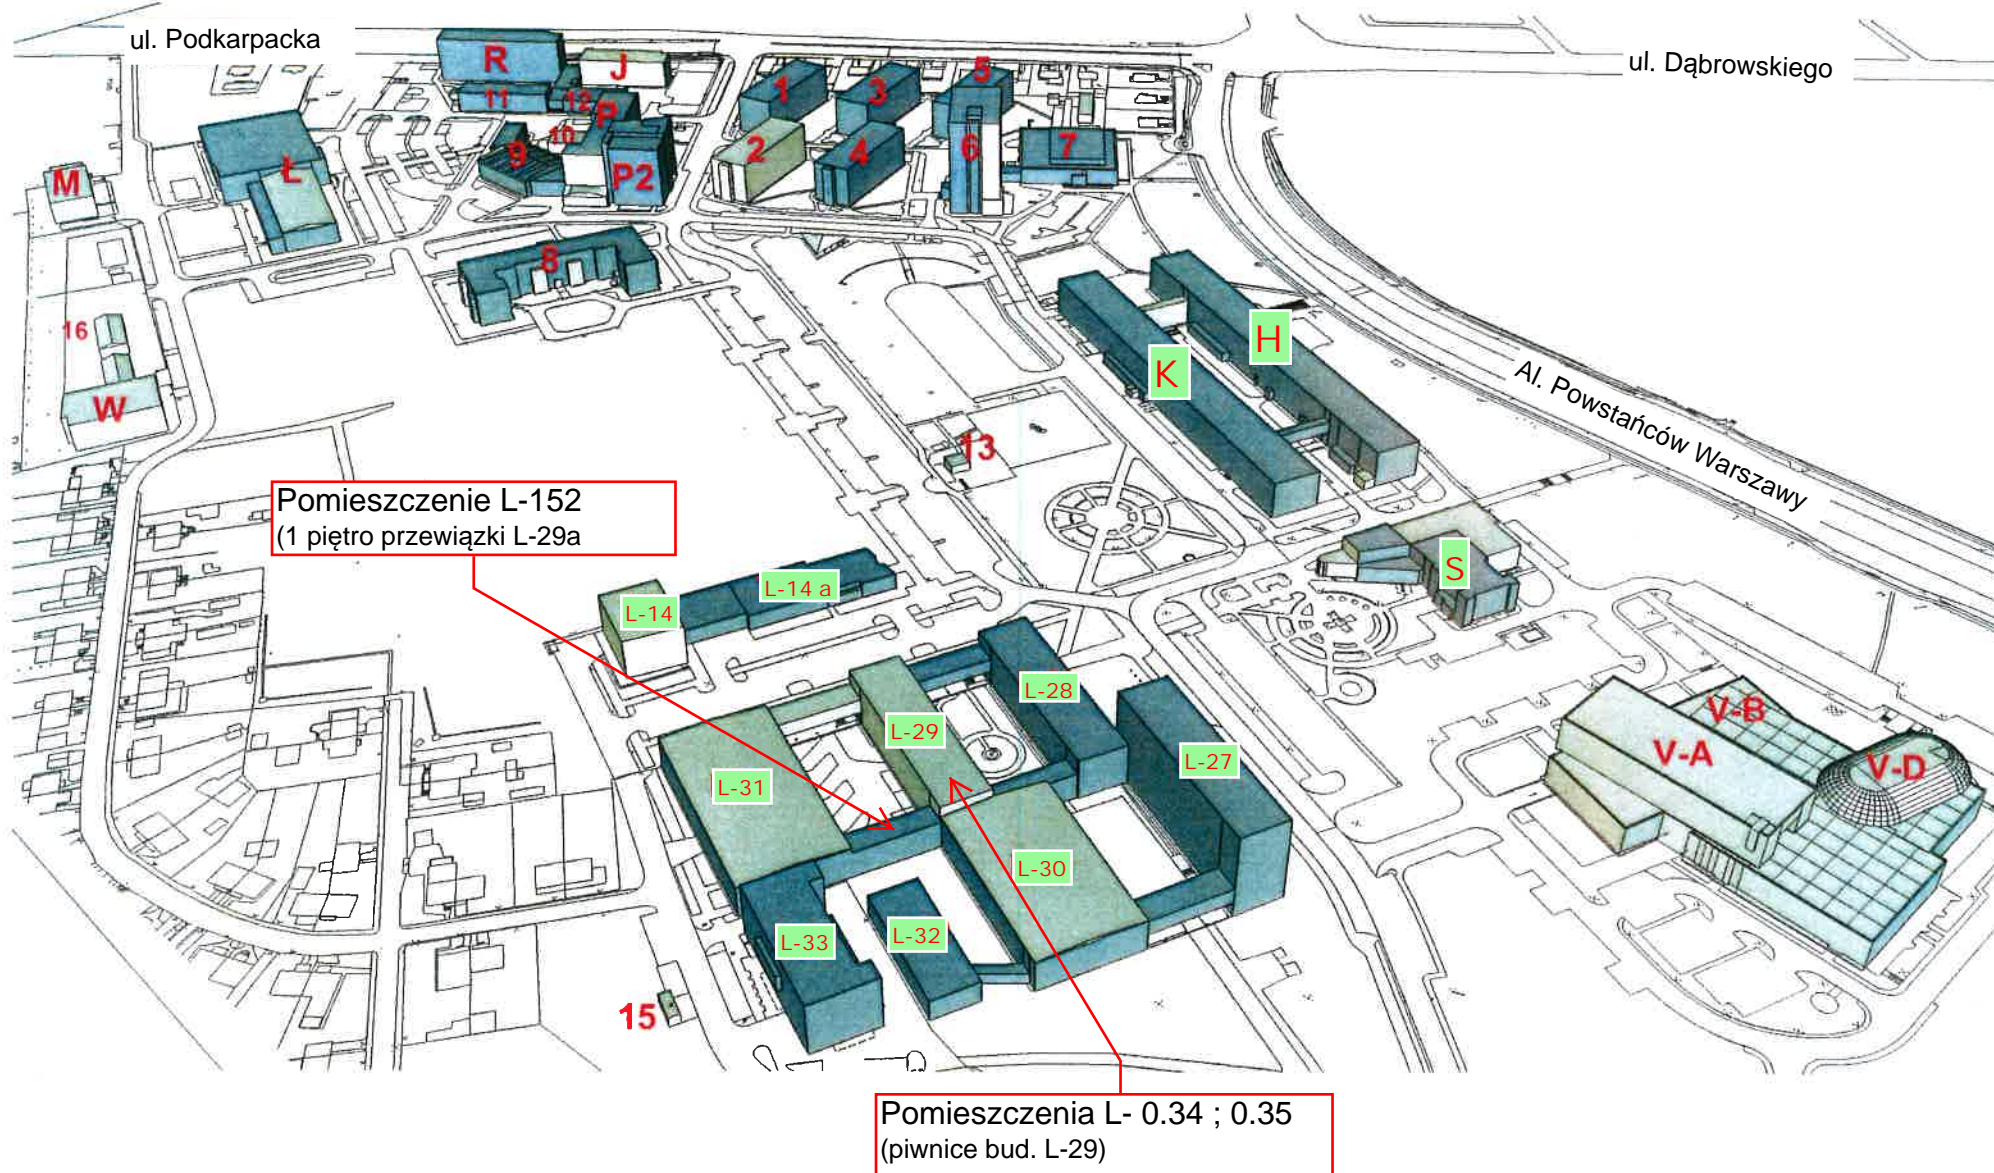 ul. Podkarpacka
ul. Dąbrowskiego
R
J
11
12
P
10
9
P2
1
3
5
2
4
6
7
M
Ł
8
16
W
H
K
Al. Powstańców Warszawy
13
Pomieszczenie L-152
(1 piętro przewiązki L-29a
L-14
L-14 a
S
L-28
L-29
L-27
L-31
L-30
L-33
L-32
V-B
V-A
V-D
15
Pomieszczenia L- 0.34 ; 0.35
(piwnice bud. L-29)